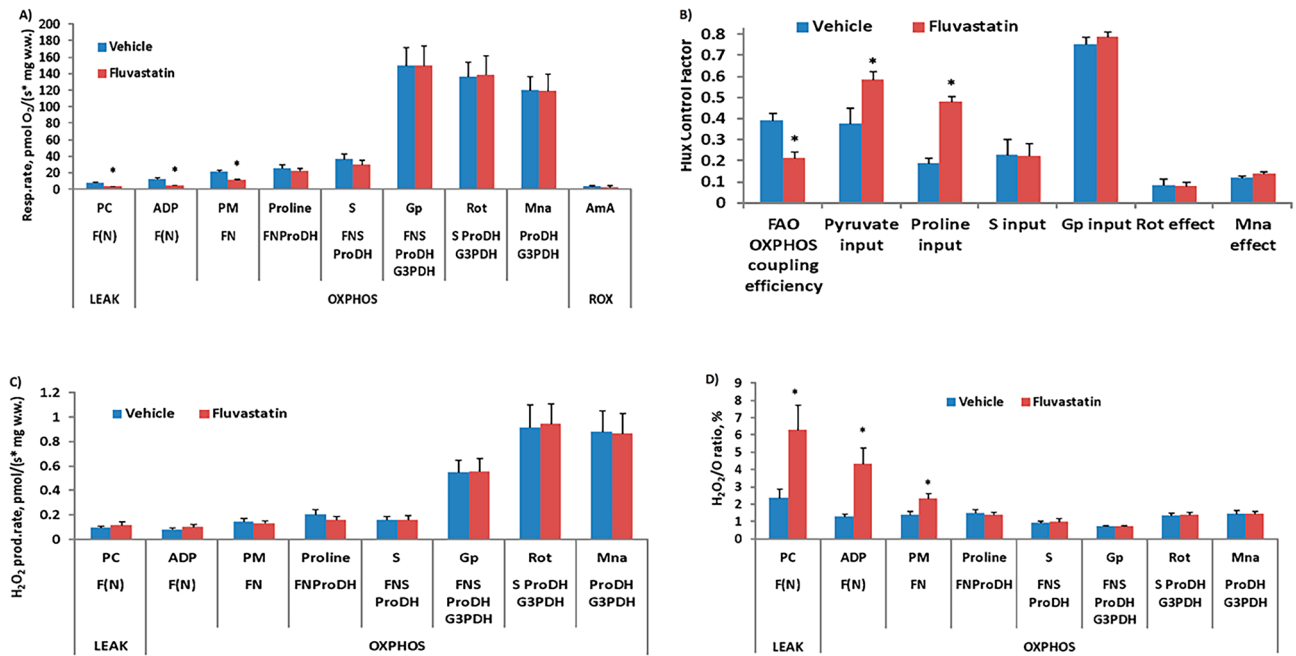 A)
Resp.rate, pmol O₂/(s* mg w.w.)
200
180
160
140
120
100
80
60
40
20
0
Vehicle
Fluvastatin
* * *
PC ADP PM Proline S Gp Rot Mna AmA
F(N) F(N) FN FNProDH FNS FNS S ProDH ProDH
ProDH ProDH G3PDH G3PDH
G3PDH
LEAK OXPHOS ROX
B)
Flux Control Factor
0.8
0.7
0.6
0.5
0.4
0.3
0.2
0.1
0
Vehicle Fluvastatin
* * *
FAO Pyruvate Proline S input Gp input Rot effect Mna
OXPHOS input input effect
coupling
efficiency
C)
H₂O₂ prod.rate, pmol/(s* mg w.w.)
1.2
1
0.8
0.6
0.4
0.2
0
Vehicle Fluvastatin
PC ADP PM Proline S Gp Rot Mna
F(N) F(N) FN FNProDH FNS FNS S ProDH ProDH
ProDH ProDH G3PDH G3PDH
G3PDH
LEAK OXPHOS
D)
H₂O₂/O ratio, %
9
8
7
6
5
4
3
2
1
0
Vehicle Fluvastatin
* * *
PC ADP PM Proline S Gp Rot Mna
F(N) F(N) FN FNProDH FNS FNS S ProDH ProDH
ProDH ProDH G3PDH G3PDH
G3PDH
LEAK OXPHOS